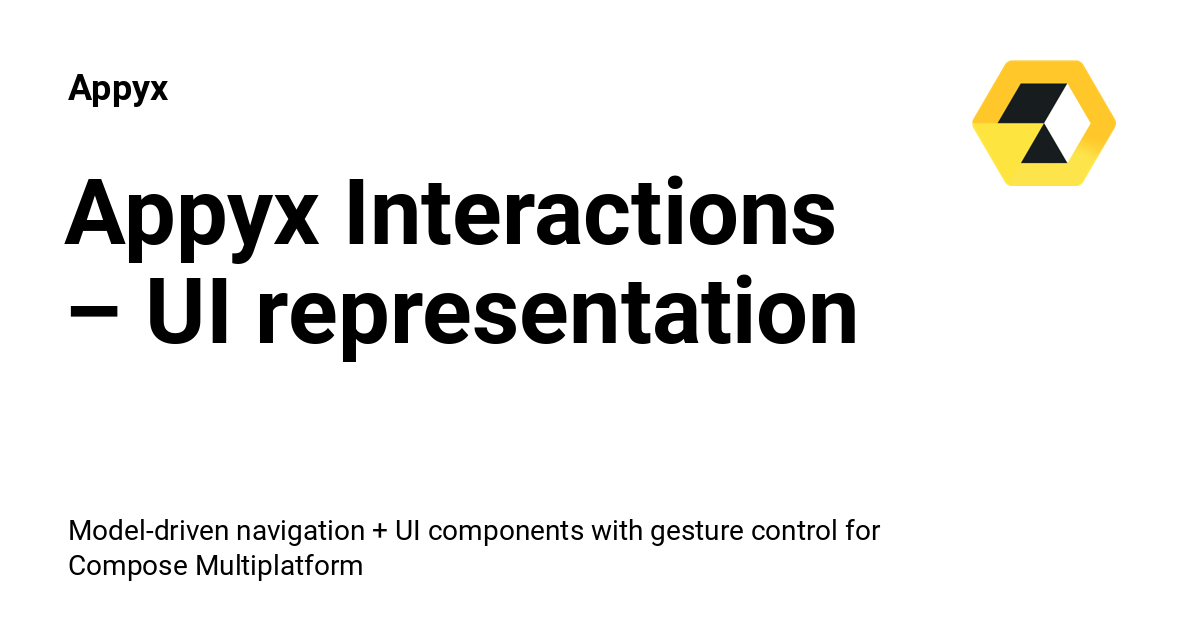 Appyx
Appyx Interactions
– UI representation
Model-driven navigation + UI components with gesture control for
Compose Multiplatform